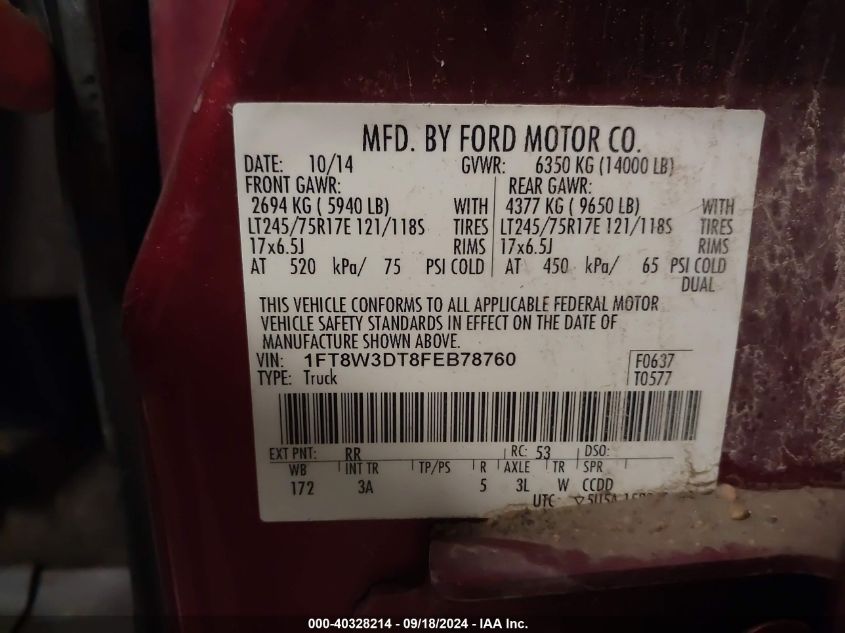 MFD. BY FORD MOTOR CO.
DATE: 10/14 GVWR: 6350 KG (14000 LB)
FRONT GAWR: REAR GAWR:
2694 KG ( 5940 LB) WITH 4377 KG ( 9650 LB) WITH
LT245/75R17E 121/118S TIRES LT245/75R17E 121/118S TIRES
17x6.5J RIMS 17x6.5J RIMS
AT 520 kPa/ 75 PSI COLD AT 450 kPa/ 65 PSI COLD
DUAL
THIS VEHICLE CONFORMS TO ALL APPLICABLE FEDERAL MOTOR
VEHICLE SAFETY STANDARDS IN EFFECT ON THE DATE OF
MANUFACTURE SHOWN ABOVE.
VIN: 1FT8W3DT8FEB78760 F0637
TYPE: Truck T0577
EXT PNT: RR RC: 53 DSO:
WB INT TR TP/PS R AXLE TR SPR
172 3A 5 3L W CCDD
UTC
000-40328214 - 09/18/2024 - IAA Inc.